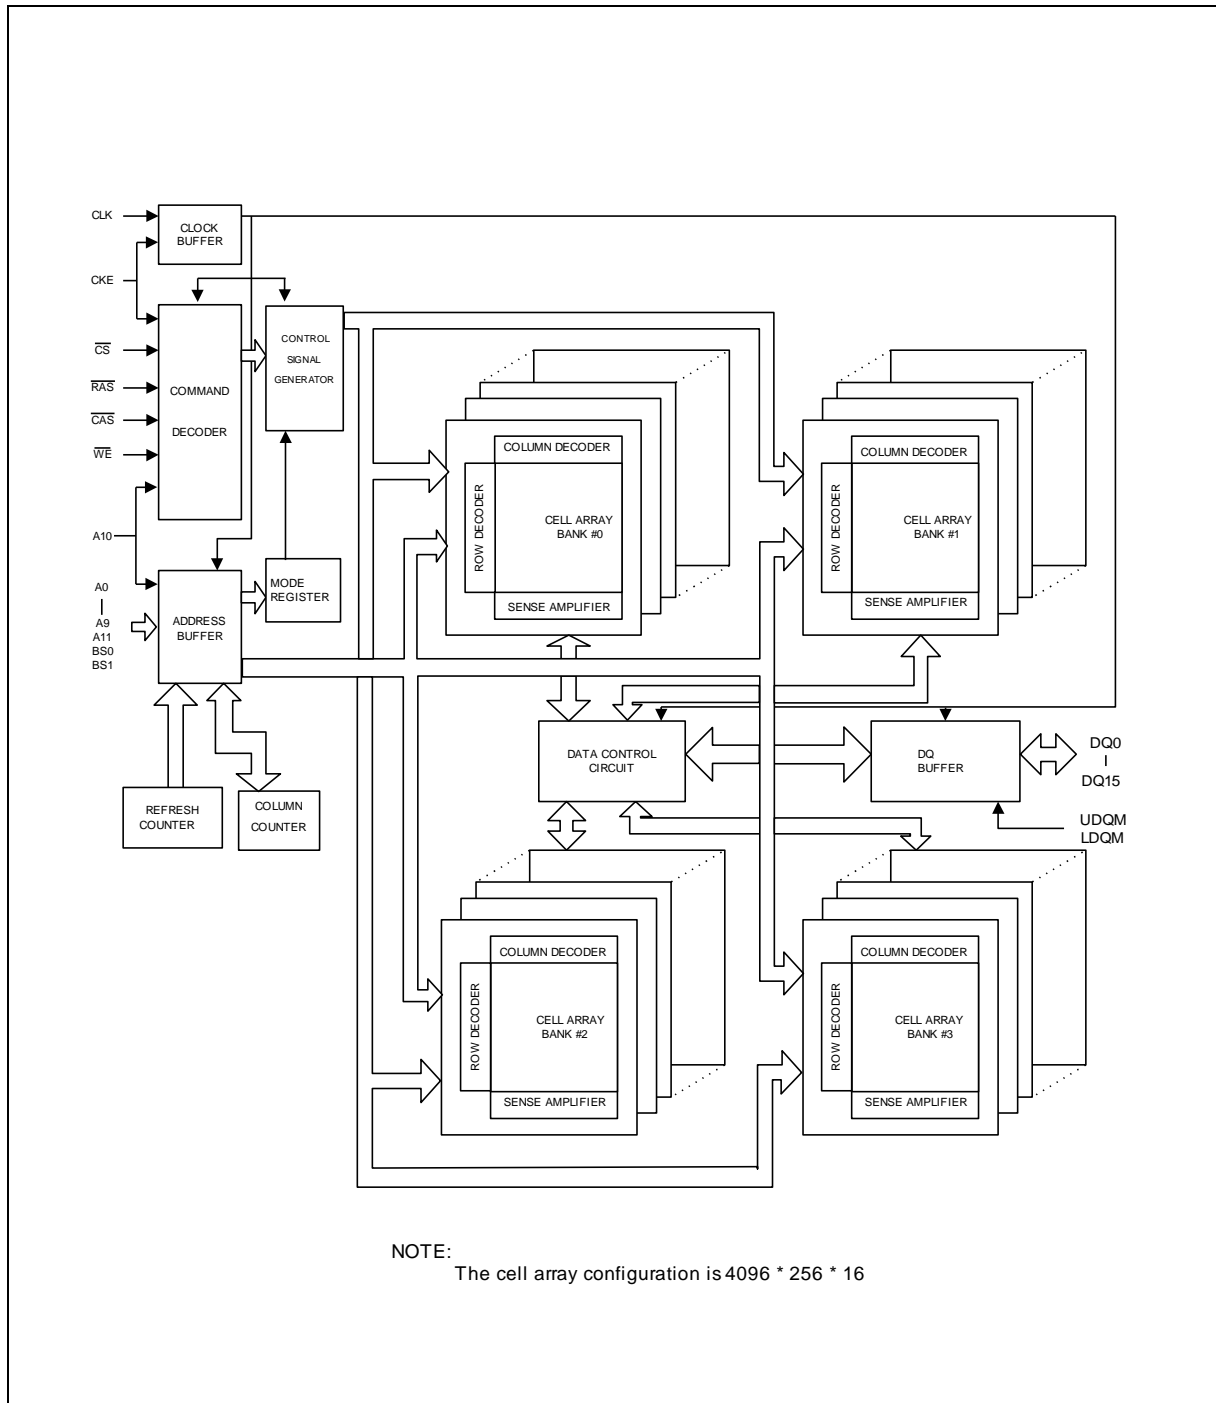 CLK
CLOCK
BUFFER
CKE
CS
RAS
CAS
WE
COMMAND
DECODER
CONTROL
SIGNAL
GENERATOR
A10
A0
A9
A11
BS0
BS1
ADDRESS
BUFFER
MODE
REGISTER
REFRESH
COUNTER
COLUMN
COUNTER
COLUMN DECODER
ROW DECODER
CELL ARRAY
BANK #0
SENSE AMPLIFIER
COLUMN DECODER
ROW DECODER
CELL ARRAY
BANK #1
SENSE AMPLIFIER
DATA CONTROL
CIRCUIT
DQ
BUFFER
DQ0
DQ15
UDQM
LDQM
COLUMN DECODER
ROW DECODER
CELL ARRAY
BANK #2
SENSE AMPLIFIER
COLUMN DECODER
ROW DECODER
CELL ARRAY
BANK #3
SENSE AMPLIFIER
NOTE:
The cell array configuration is 4096 * 256 * 16